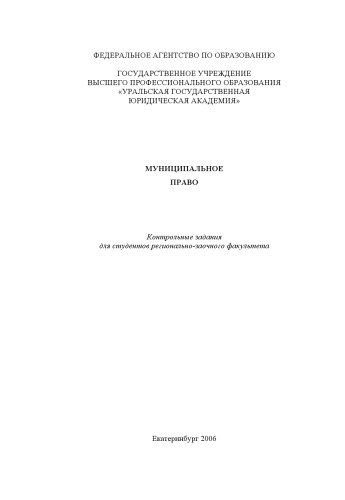 ФЕДЕРАЛЬНОЕ АГЕНТСТВО ПО ОБРАЗОВАНИЮ
ГОСУДАРСТВЕННОЕ УЧРЕЖДЕНИЕ
ВЫСШЕГО ПРОФЕССИОНАЛЬНОГО ОБРАЗОВАНИЯ
«УРАЛЬСКАЯ ГОСУДАРСТВЕННАЯ
ЮРИДИЧЕСКАЯ АКАДЕМИЯ»
МУНИЦИПАЛЬНОЕ
ПРАВО
Контрольные задания
для студентов регионально-заочного факультета
Екатеринбург 2006